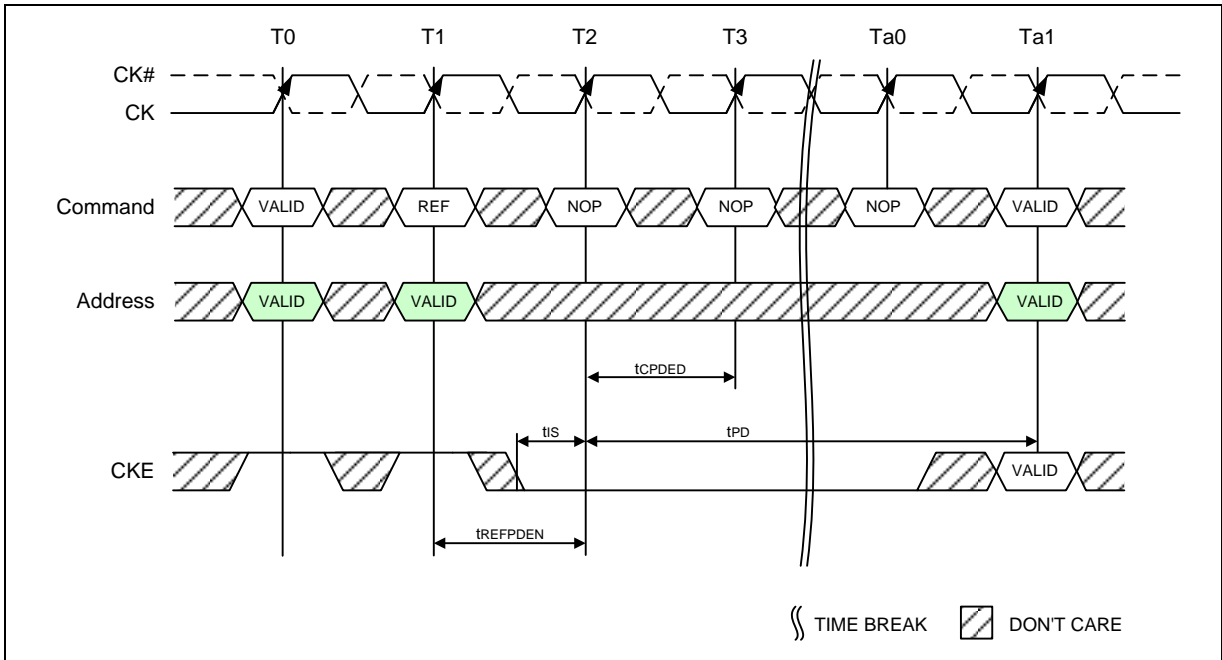 T0 T1 T2 T3 Ta0 Ta1
CK#
CK
Command VALID REF NOP NOP NOP VALID
Address VALID VALID VALID
tCPDED
tIS tPD
CKE VALID
tREFPDEN
TIME BREAK DON'T CARE